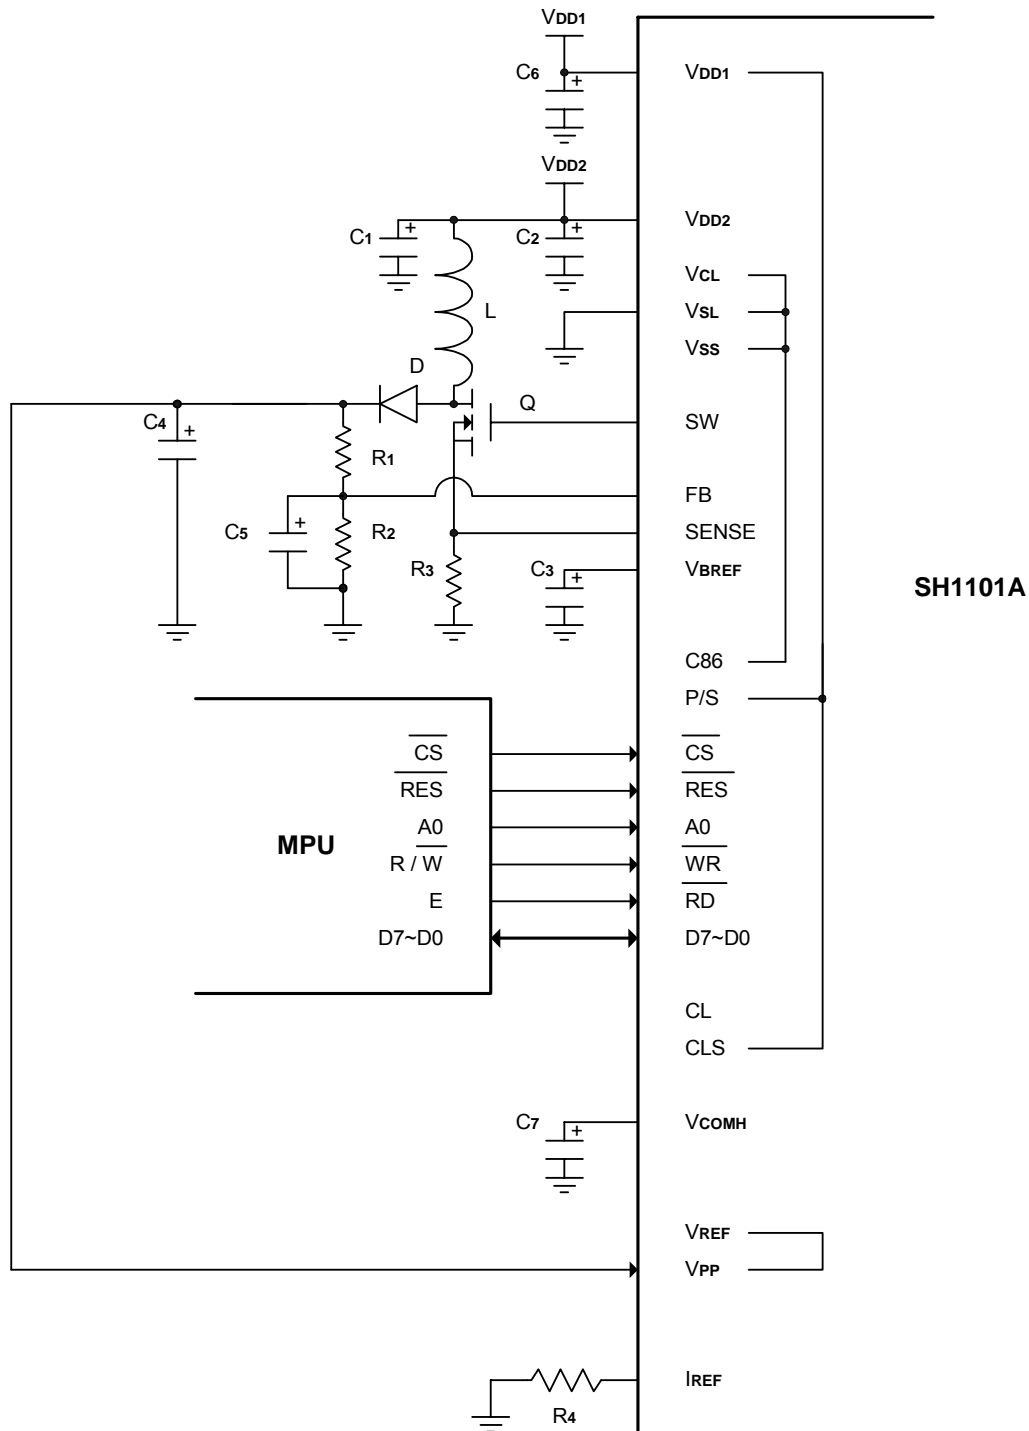 VDD1
C6
+
VDD1
VDD2
VDD2
C1
+
C2
+
VCL
L
VSL
VSS
D
Q
SW
C4
+
R1
FB
C5
+
R2
SENSE
R3
C3
+
VBREF
SH1101A
C86
P/S
CS
CS
RES
RES
MPU
A0
A0
R / W
WR
E
RD
D7~D0
D7~D0
CL
CLS
C7
+
VCOMH
VREF
VPP
IREF
R4